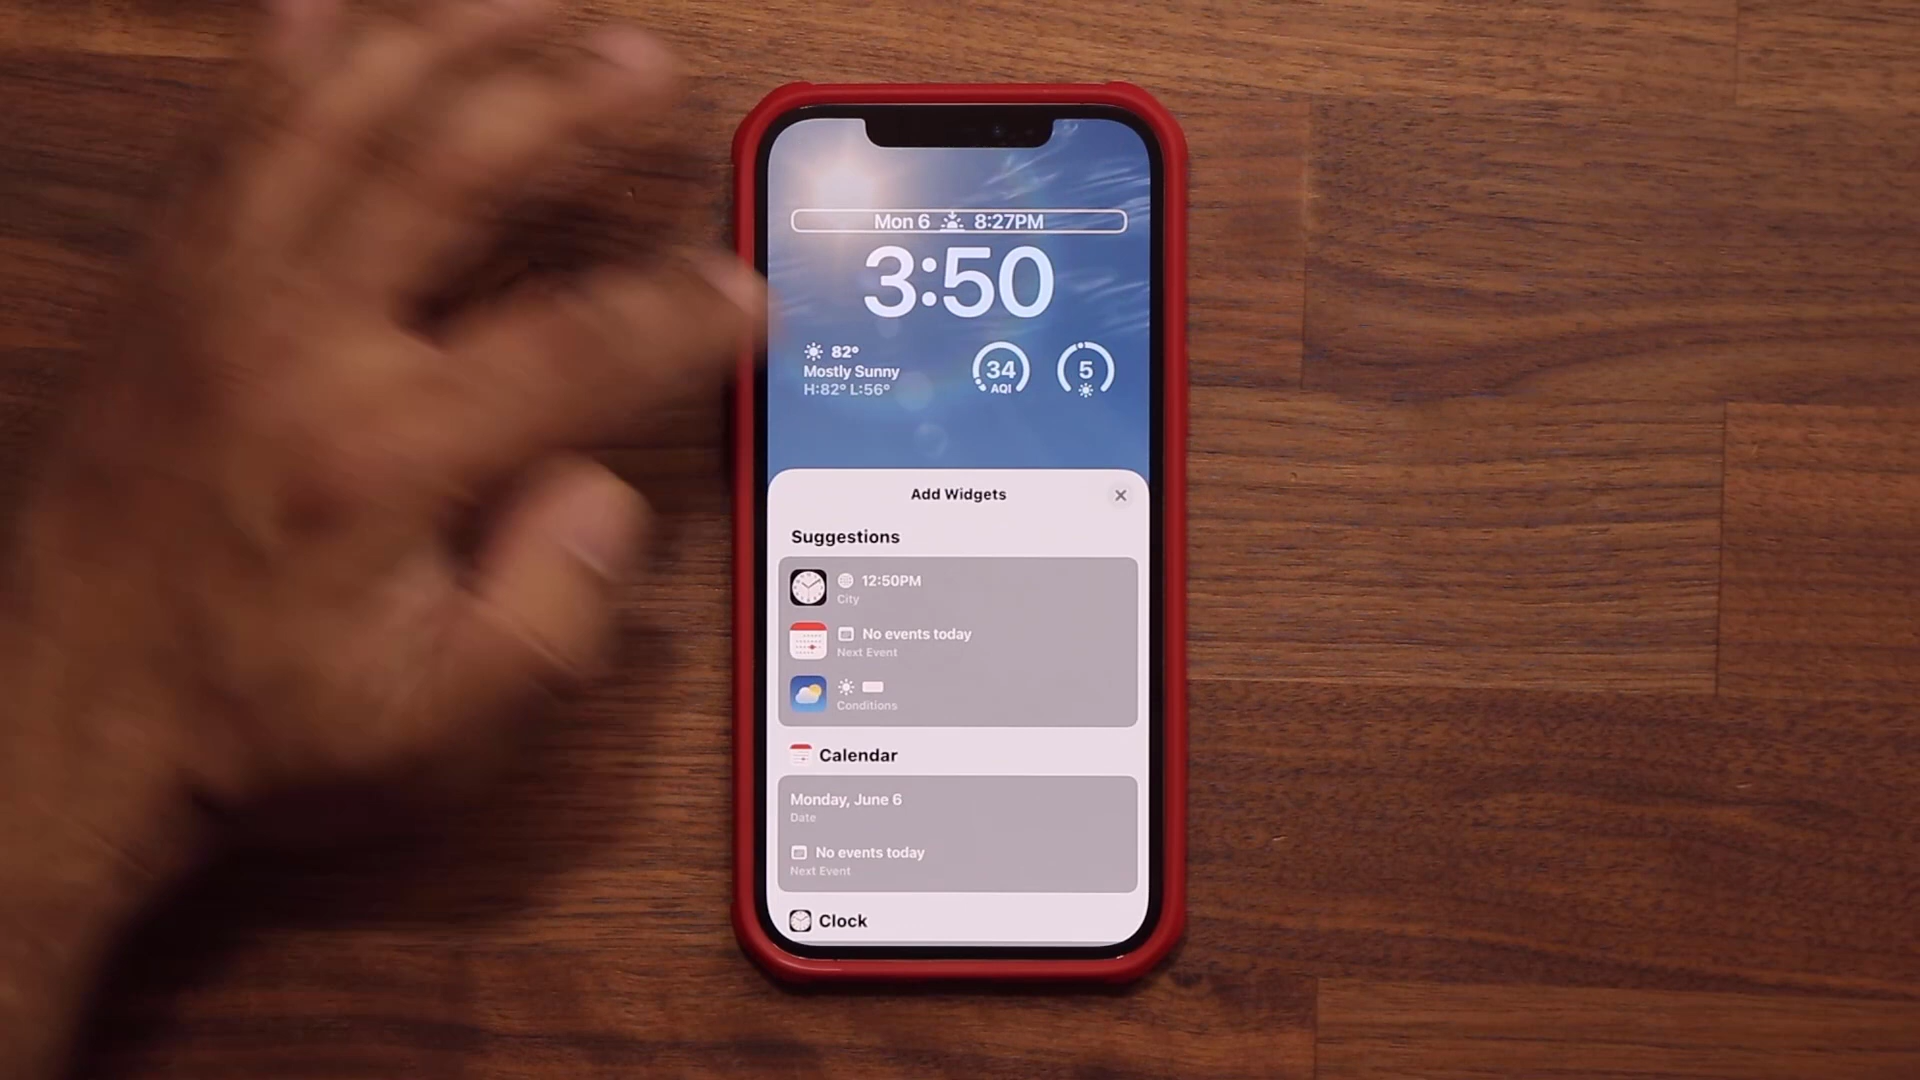 Mon 6 8:27PM
3:50
82°
Mostly Sunny
H:82° L:56°
34
AQI
5
Add Widgets
Suggestions
12:50PM
City
No events today
Next Event
Conditions
Calendar
Monday, June 6
Date
No events today
Next Event
Clock